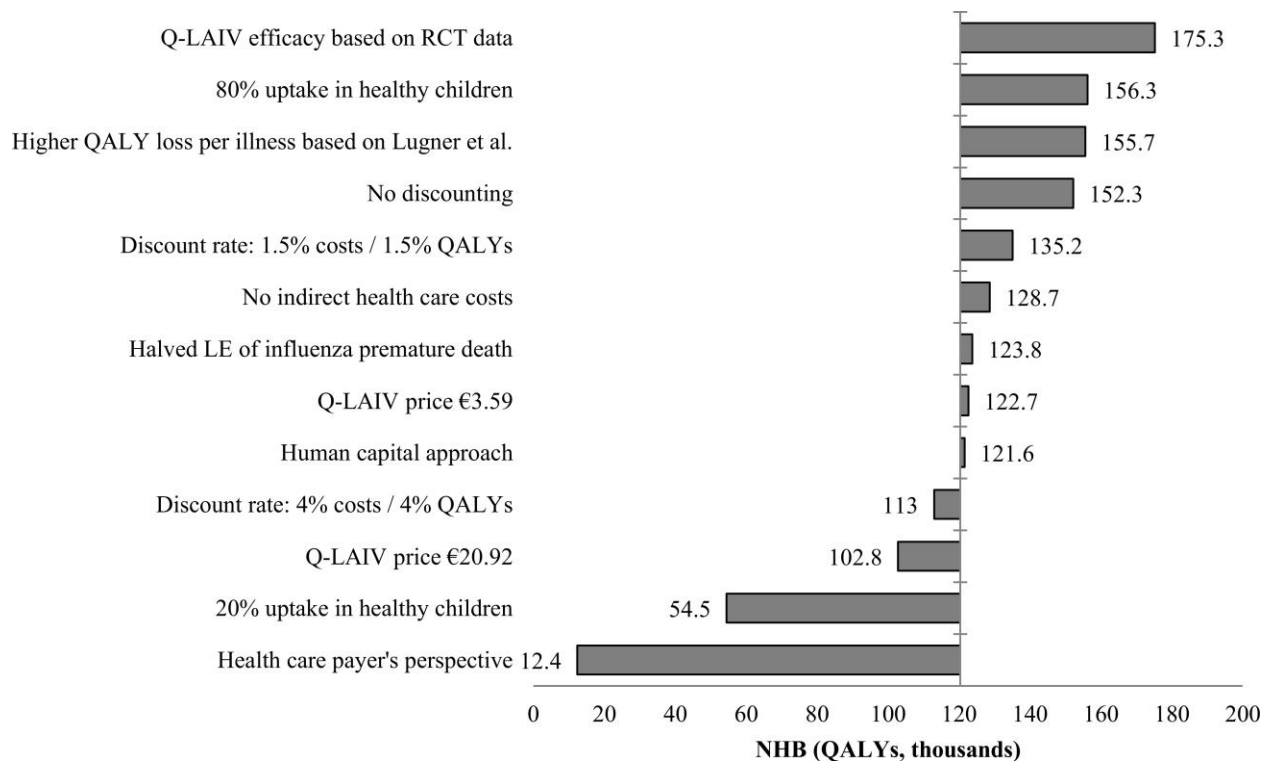 Q-LAIV efficacy based on RCT data 175.3
80% uptake in healthy children 156.3
Higher QALY loss per illness based on Lugner et al. 155.7
No discounting 152.3
Discount rate: 1.5% costs / 1.5% QALYs 135.2
No indirect health care costs 128.7
Halved LE of influenza premature death 123.8
Q-LAIV price €3.59 122.7
Human capital approach 121.6
Discount rate: 4% costs / 4% QALYs 113
Q-LAIV price €20.92 102.8
20% uptake in healthy children 54.5
Health care payer's perspective 12.4
0 20 40 60 80 100 120 140 160 180 200
NHB (QALYs, thousands)